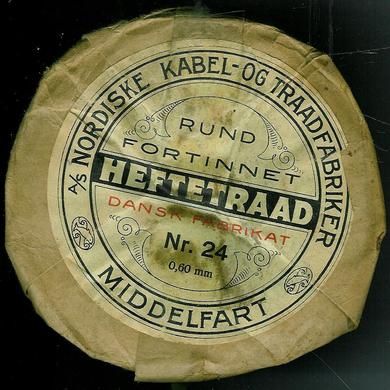 A/S NORDISKE KABEL-OG TRAADFABRIKER
RUND
FORTINNET
HEFTETRAAD
DANSK FABRIKAT
Nr. 24
0,60 mm
MIDDELFART